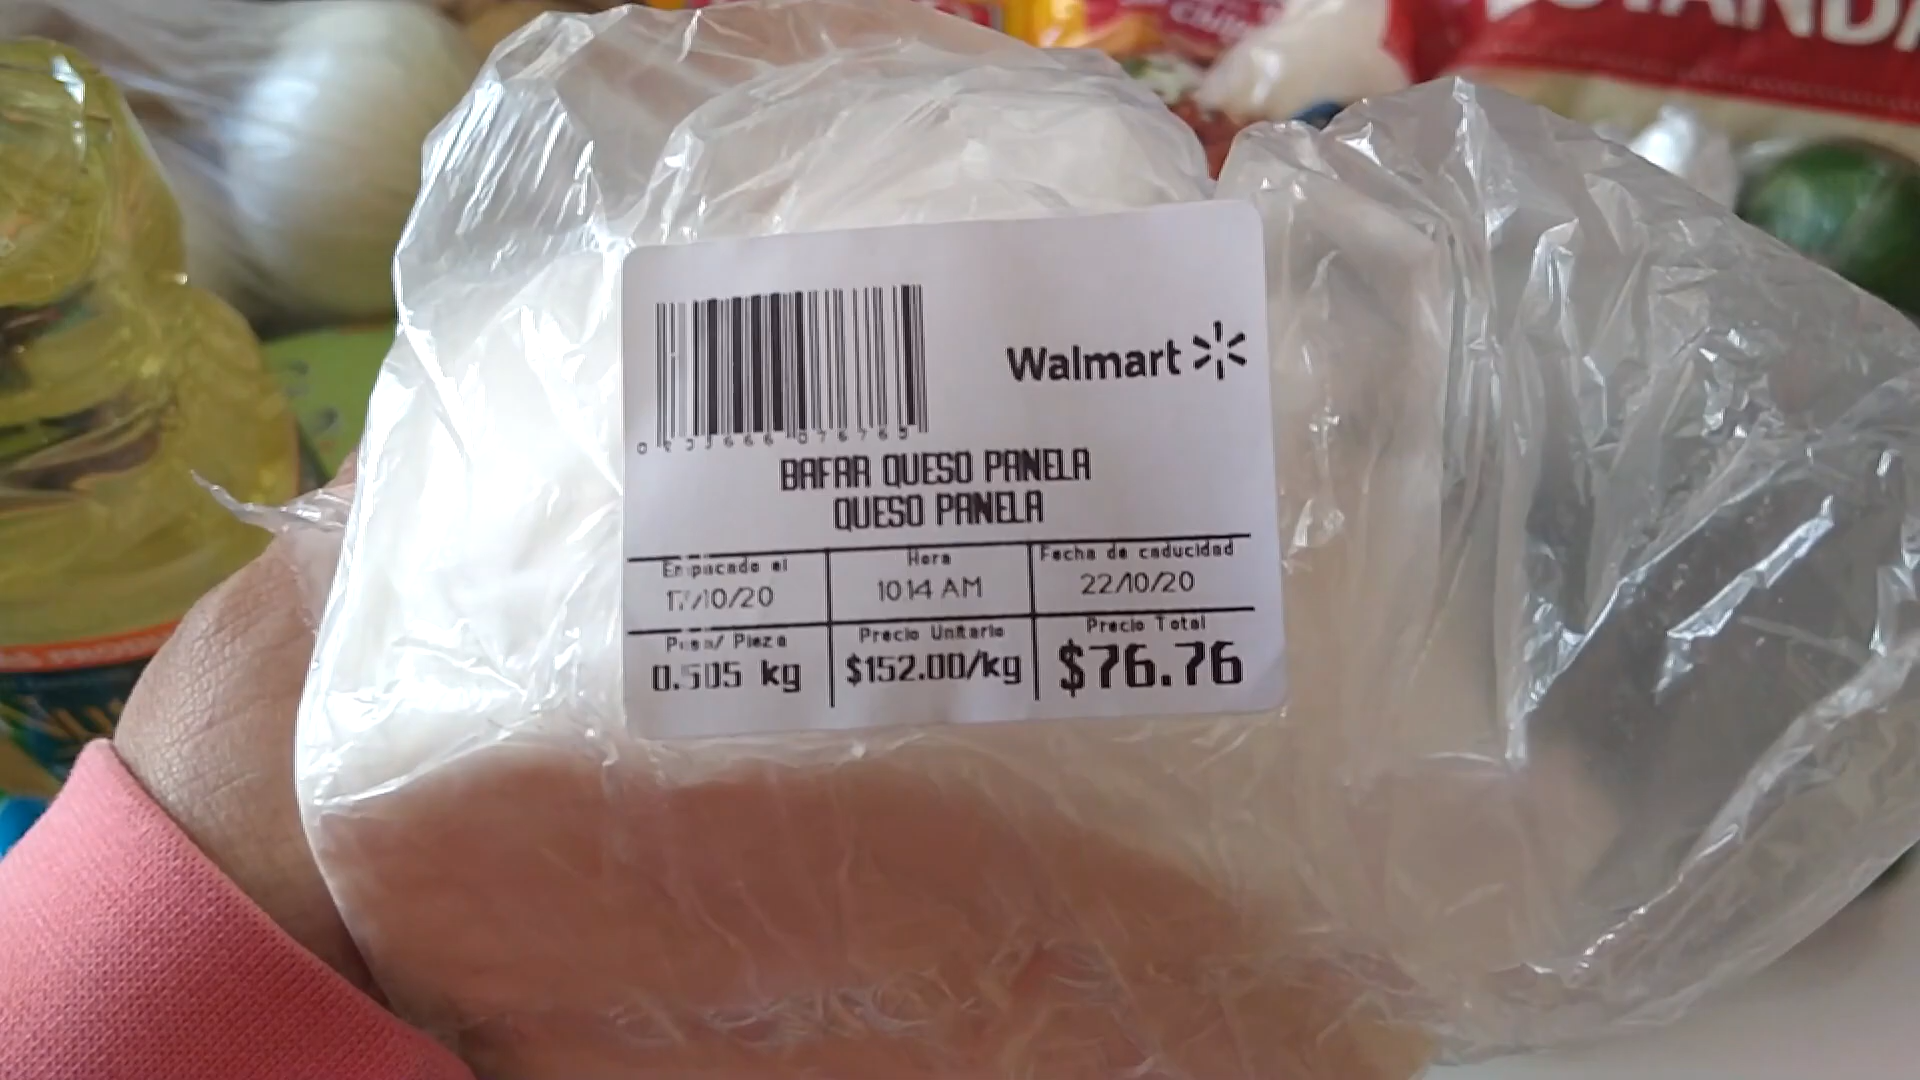 STANDA
Walmart
BAFAR QUESO PANELA
QUESO PANELA
Empacado el
Hora
Fecha de caducidad
17/10/20
10:14 AM
22/10/20
Peso/ Pieza
Precio Unitario
Precio Total
0.505 kg
$152.00/kg
$76.76